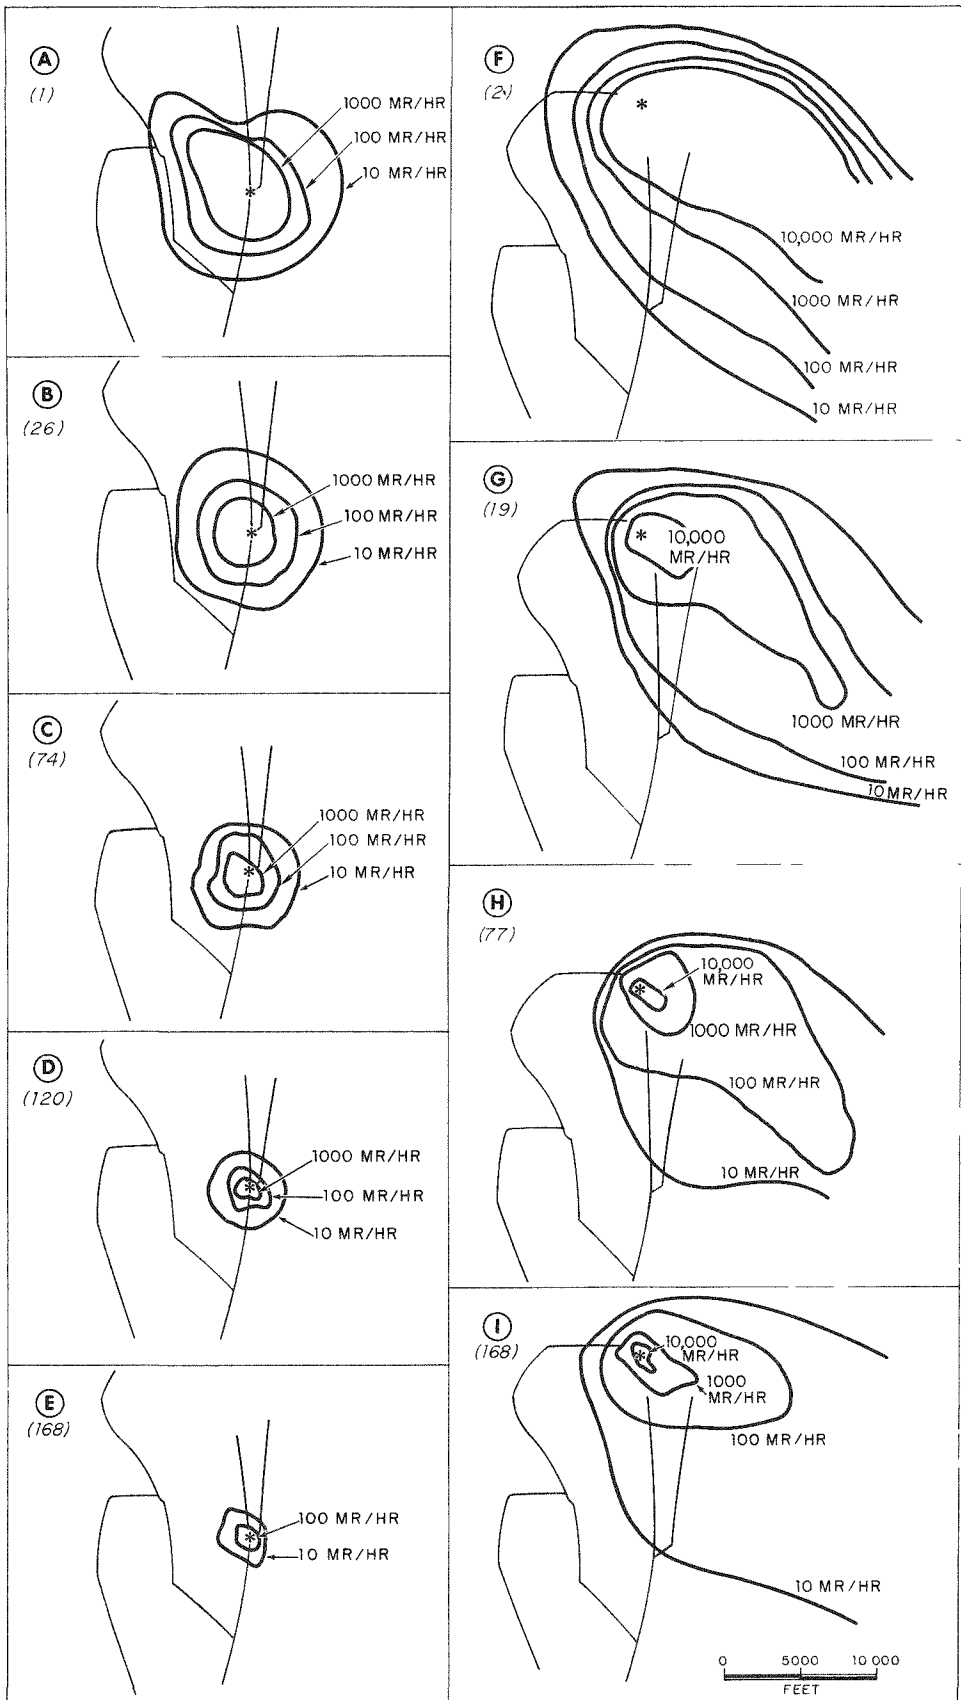 A
(1)
1000 MR/HR
100 MR/HR
10 MR/HR
B
(26)
1000 MR/HR
100 MR/HR
10 MR/HR
C
(74)
1000 MR/HR
100 MR/HR
10 MR/HR
D
(120)
1000 MR/HR
100 MR/HR
10 MR/HR
E
(168)
100 MR/HR
10 MR/HR
F
(2)
10,000 MR/HR
1000 MR/HR
100 MR/HR
10 MR/HR
G
(19)
10,000
MR/HR
1000 MR/HR
100 MR/HR
10 MR/HR
H
(77)
10,000
MR/HR
1000 MR/HR
100 MR/HR
10 MR/HR
I
(168)
10,000
MR/HR
1000
MR/HR
100 MR/HR
10 MR/HR
0 5000 10 000
FEET